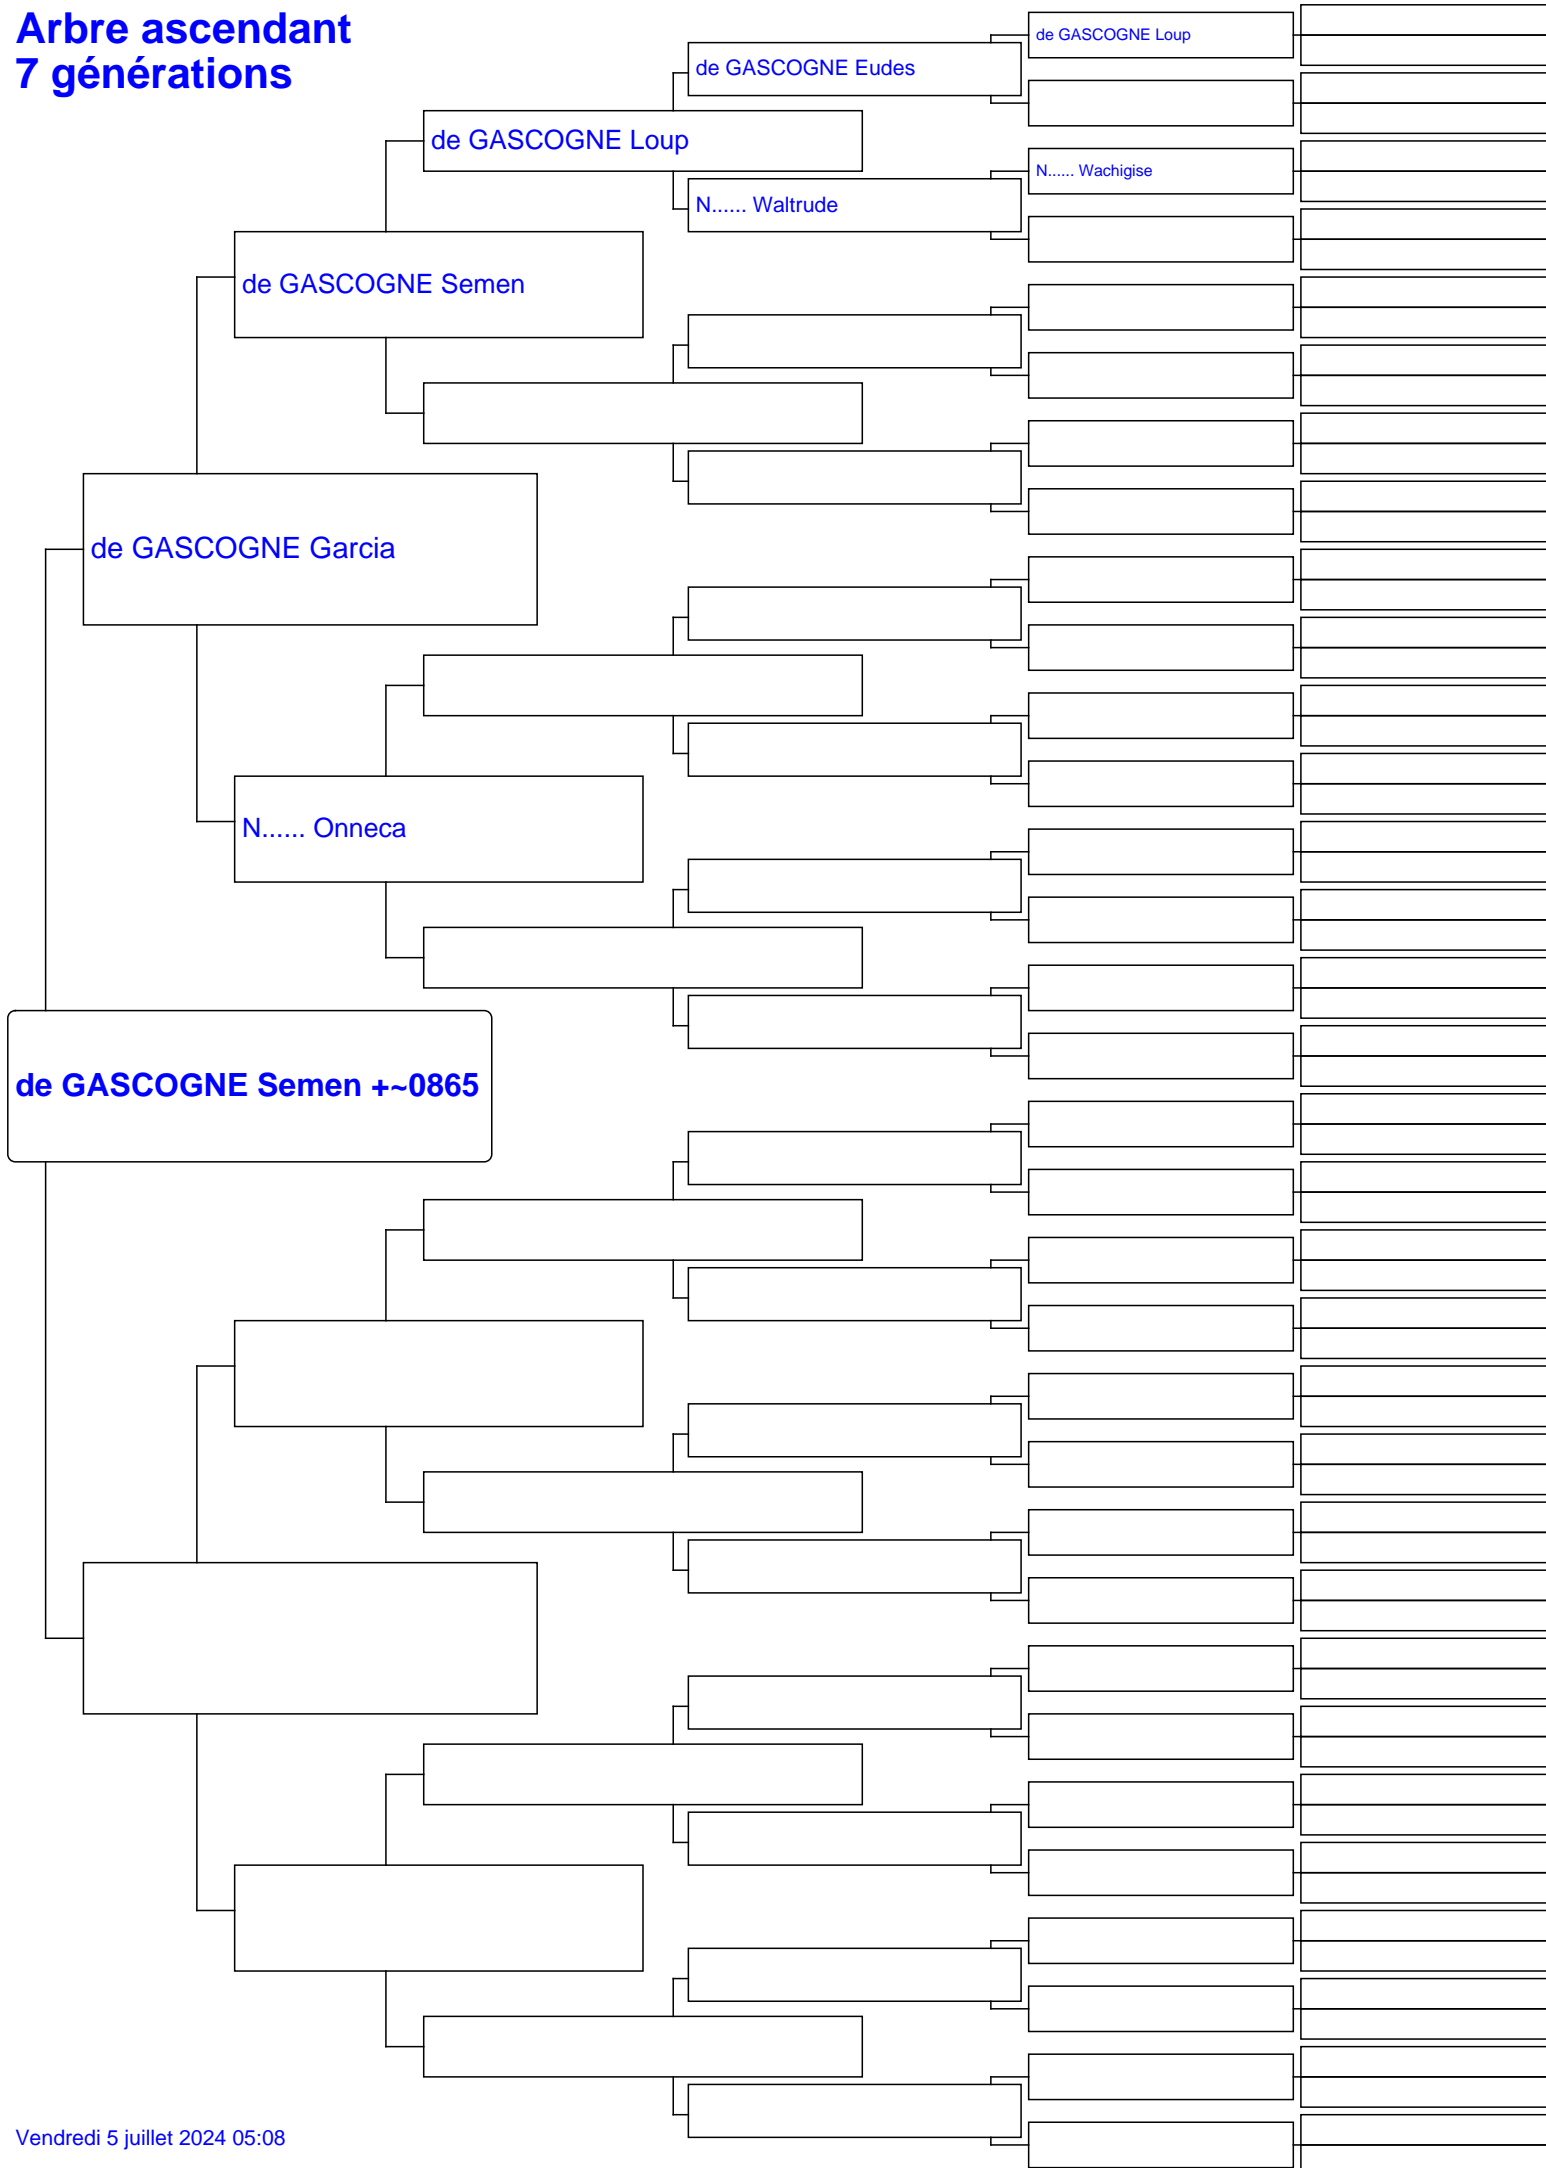 Arbre ascendant
7 générations
de GASCOGNE Loup
de GASCOGNE Eudes
de GASCOGNE Loup
N...... Wachigise
N...... Waltrude
de GASCOGNE Semen
de GASCOGNE Garcia
N...... Onneca
de GASCOGNE Semen +~0865
Vendredi 5 juillet 2024 05:08